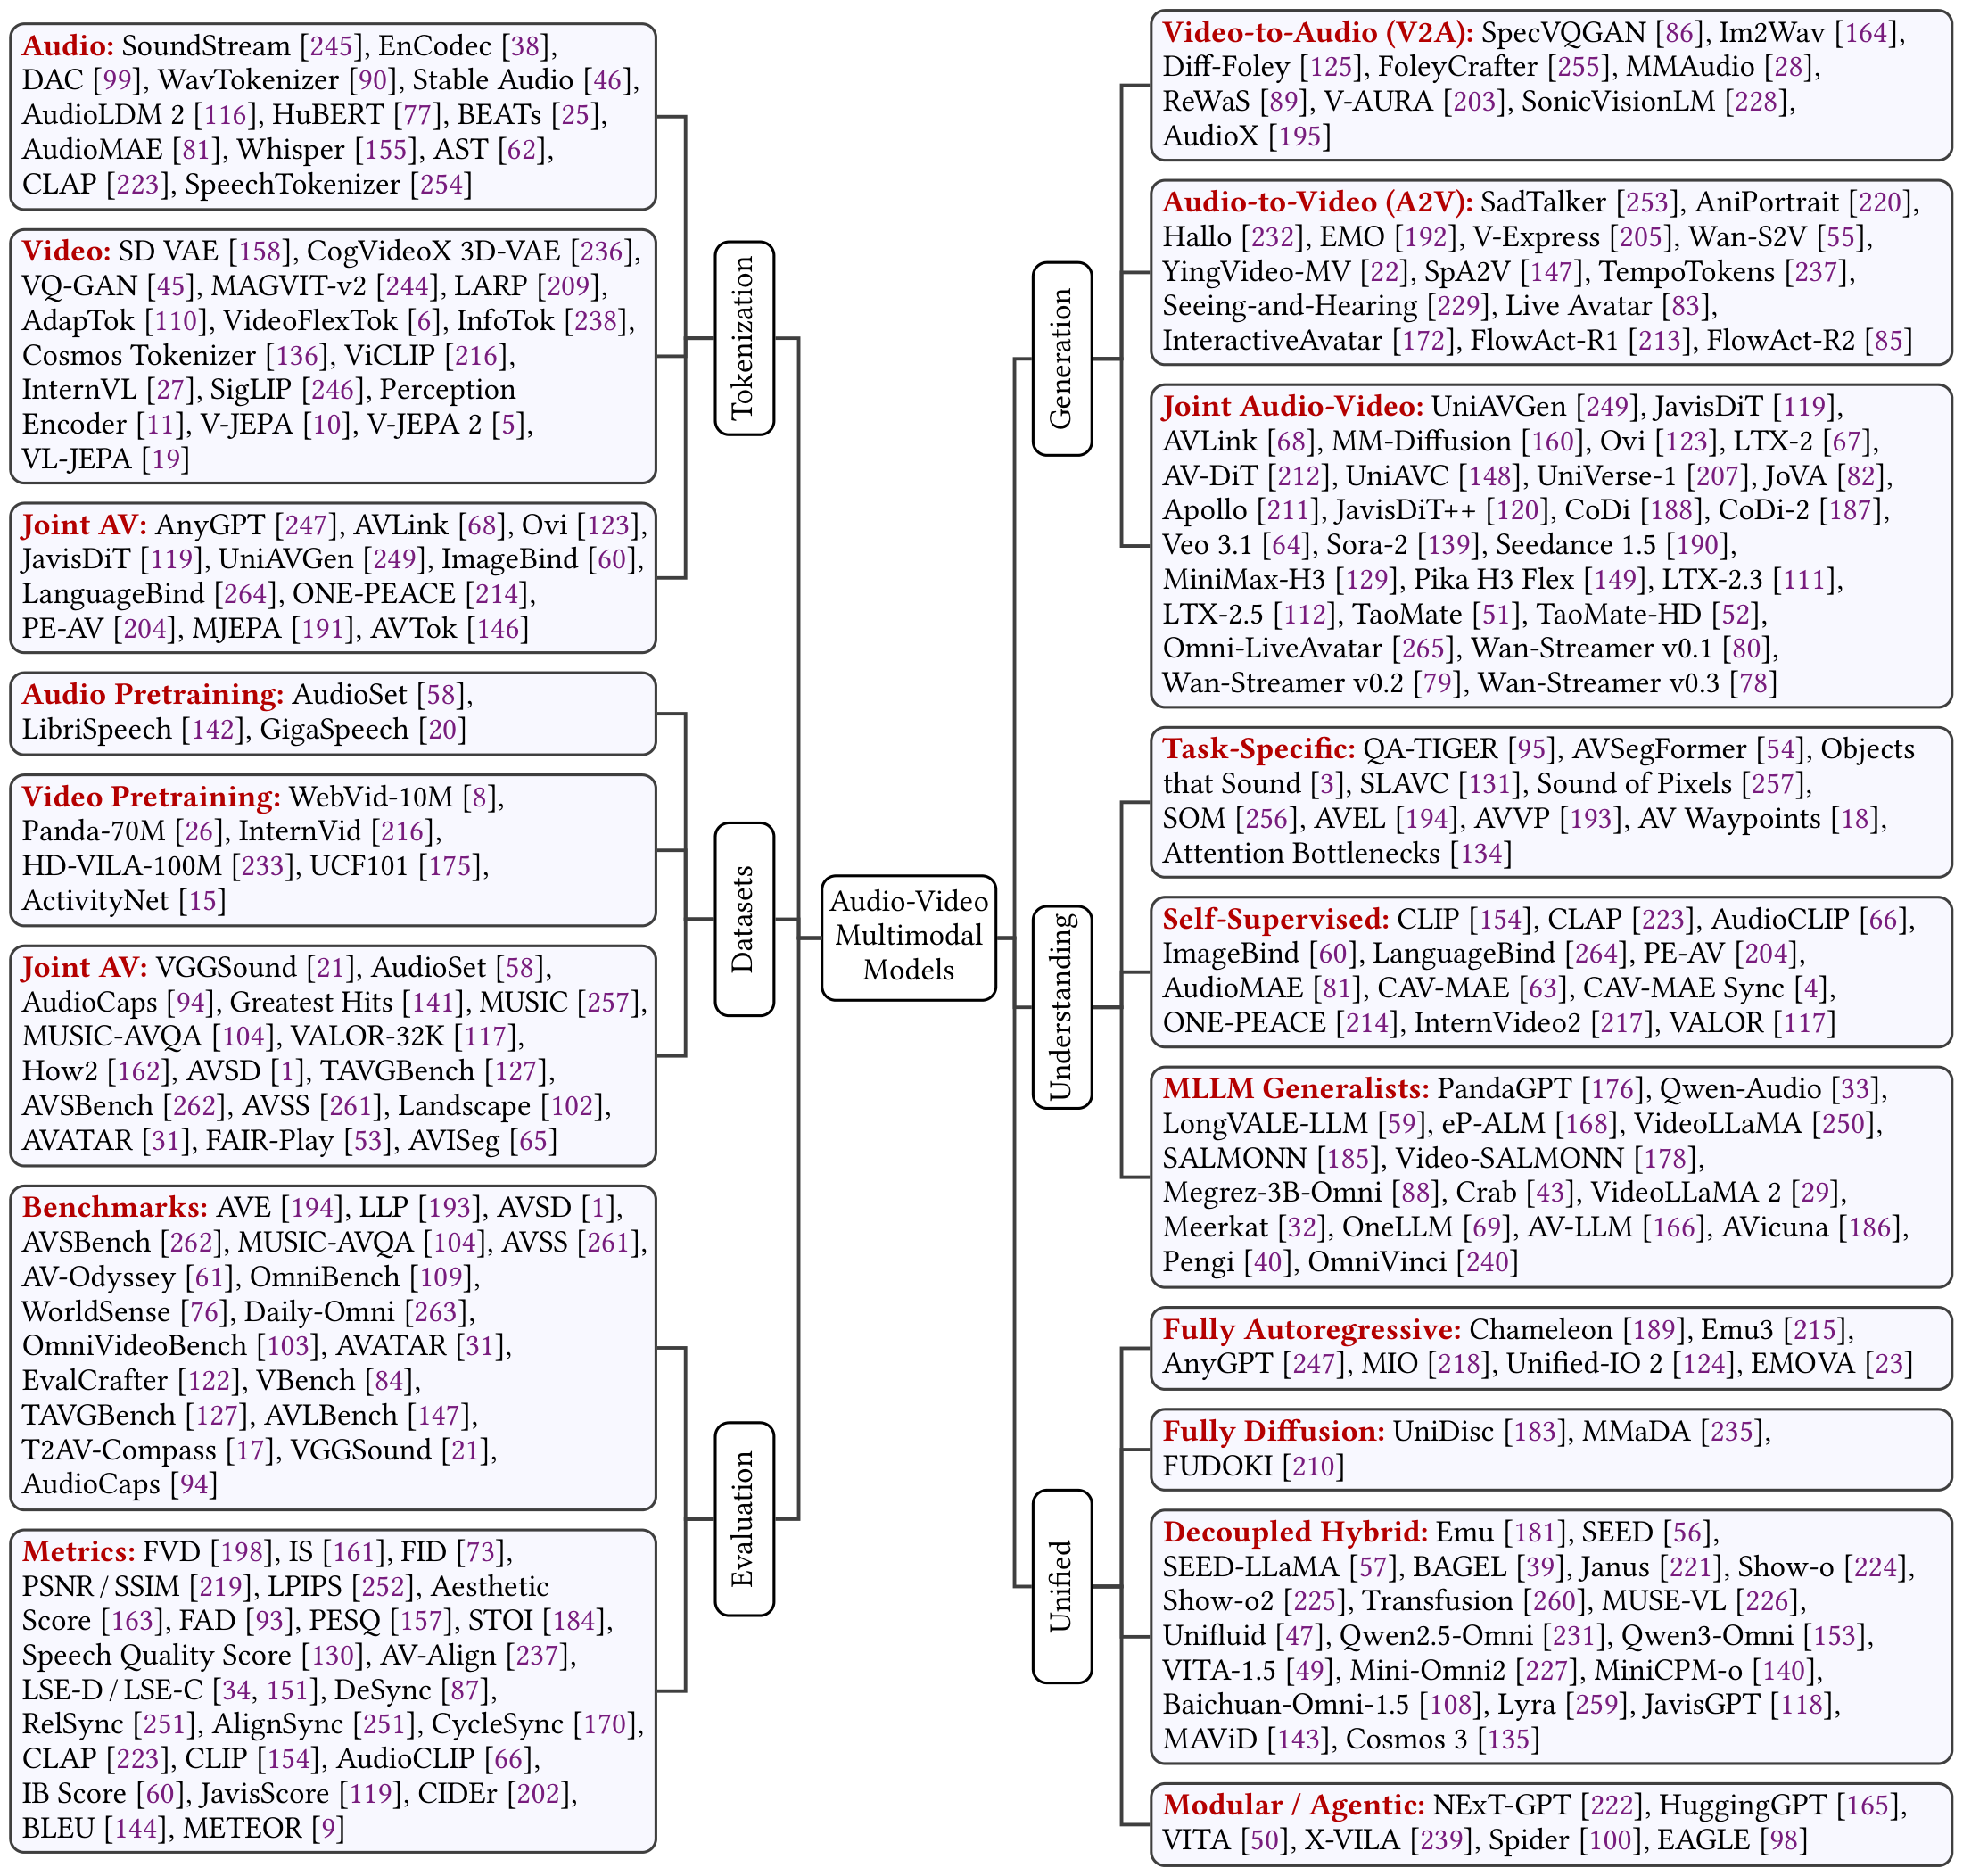 Audio: SoundStream [245], EnCodec [38],
DAC [99], WavTokenizer [90], Stable Audio [46],
AudioLDM 2 [116], HuBERT [77], BEATs [25],
AudioMAE [81], Whisper [155], AST [62],
CLAP [223], SpeechTokenizer [254]
Video: SD VAE [158], CogVideoX 3D-VAE [236],
VQ-GAN [45], MAGVIT-v2 [244], LARP [209],
AdapTok [110], VideoFlexTok [6], InfoTok [238],
Cosmos Tokenizer [136], ViCLIP [216],
InternVL [27], SigLIP [246], Perception
Encoder [11], V-JEPA [10], V-JEPA 2 [5],
VL-JEPA [19]
Joint AV: AnyGPT [247], AVLink [68], Ovi [123],
JavisDiT [119], UniAVGen [249], ImageBind [60],
LanguageBind [264], ONE-PEACE [214],
PE-AV [204], MJEPA [191], AVTok [146]
Tokenization
Audio Pretraining: AudioSet [58],
LibriSpeech [142], GigaSpeech [20]
Video Pretraining: WebVid-10M [8],
Panda-70M [26], InternVid [216],
HD-VILA-100M [233], UCF101 [175],
ActivityNet [15]
Joint AV: VGGSound [21], AudioSet [58],
AudioCaps [94], Greatest Hits [141], MUSIC [257],
MUSIC-AVQA [104], VALOR-32K [117],
How2 [162], AVSD [1], TAVGBench [127],
AVSBench [262], AVSS [261], Landscape [102],
AVATAR [31], FAIR-Play [53], AVISeg [65]
Datasets
Benchmarks: AVE [194], LLP [193], AVSD [1],
AVSBench [262], MUSIC-AVQA [104], AVSS [261],
AV-Odyssey [61], OmniBench [109],
WorldSense [76], Daily-Omni [263],
OmniVideoBench [103], AVATAR [31],
EvalCrafter [122], VBench [84],
TAVGBench [127], AVLBench [147],
T2AV-Compass [17], VGGSound [21],
AudioCaps [94]
Metrics: FVD [198], IS [161], FID [73],
PSNR / SSIM [219], LPIPS [252], Aesthetic
Score [163], FAD [93], PESQ [157], STOI [184],
Speech Quality Score [130], AV-Align [237],
LSE-D / LSE-C [34, 151], DeSync [87],
RelSync [251], AlignSync [251], CycleSync [170],
CLAP [223], CLIP [154], AudioCLIP [66],
IB Score [60], JavisScore [119], CIDEr [202],
BLEU [144], METEOR [9]
Evaluation
Audio-Video
Multimodal
Models
Generation
Video-to-Audio (V2A): SpecVQGAN [86], Im2Wav [164],
Diff-Foley [125], FoleyCrafter [255], MMAudio [28],
ReWaS [89], V-AURA [203], SonicVisionLM [228],
AudioX [195]
Audio-to-Video (A2V): SadTalker [253], AniPortrait [220],
Hallo [232], EMO [192], V-Express [205], Wan-S2V [55],
YingVideo-MV [22], SpA2V [147], TempoTokens [237],
Seeing-and-Hearing [229], Live Avatar [83],
InteractiveAvatar [172], FlowAct-R1 [213], FlowAct-R2 [85]
Joint Audio-Video: UniAVGen [249], JavisDiT [119],
AVLink [68], MM-Diffusion [160], Ovi [123], LTX-2 [67],
AV-DiT [212], UniAVC [148], UniVerse-1 [207], JoVA [82],
Apollo [211], JavisDiT++ [120], CoDi [188], CoDi-2 [187],
Veo 3.1 [64], Sora-2 [139], Seedance 1.5 [190],
MiniMax-H3 [129], Pika H3 Flex [149], LTX-2.3 [111],
LTX-2.5 [112], TaoMate [51], TaoMate-HD [52],
Omni-LiveAvatar [265], Wan-Streamer v0.1 [80],
Wan-Streamer v0.2 [79], Wan-Streamer v0.3 [78]
Understanding
Task-Specific: QA-TIGER [95], AVSegFormer [54], Objects
that Sound [3], SLAVC [131], Sound of Pixels [257],
SOM [256], AVEL [194], AVVP [193], AV Waypoints [18],
Attention Bottlenecks [134]
Self-Supervised: CLIP [154], CLAP [223], AudioCLIP [66],
ImageBind [60], LanguageBind [264], PE-AV [204],
AudioMAE [81], CAV-MAE [63], CAV-MAE Sync [4],
ONE-PEACE [214], InternVideo2 [217], VALOR [117]
MLLM Generalists: PandaGPT [176], Qwen-Audio [33],
LongVALE-LLM [59], eP-ALM [168], VideoLLaMA [250],
SALMONN [185], Video-SALMONN [178],
Megrez-3B-Omni [88], Crab [43], VideoLLaMA 2 [29],
Meerkat [32], OneLLM [69], AV-LLM [166], AVicuna [186],
Pengi [40], OmniVinci [240]
Unified
Fully Autoregressive: Chameleon [189], Emu3 [215],
AnyGPT [247], MIO [218], Unified-IO 2 [124], EMOVA [23]
Fully Diffusion: UniDisc [183], MMaDA [235],
FUDOKI [210]
Decoupled Hybrid: Emu [181], SEED [56],
SEED-LLaMA [57], BAGEL [39], Janus [221], Show-o [224],
Show-o2 [225], Transfusion [260], MUSE-VL [226],
Unifluid [47], Qwen2.5-Omni [231], Qwen3-Omni [153],
VITA-1.5 [49], Mini-Omni2 [227], MiniCPM-o [140],
Baichuan-Omni-1.5 [108], Lyra [259], JavisGPT [118],
MAViD [143], Cosmos 3 [135]
Modular / Agentic: NExT-GPT [222], HuggingGPT [165],
VITA [50], X-VILA [239], Spider [100], EAGLE [98]